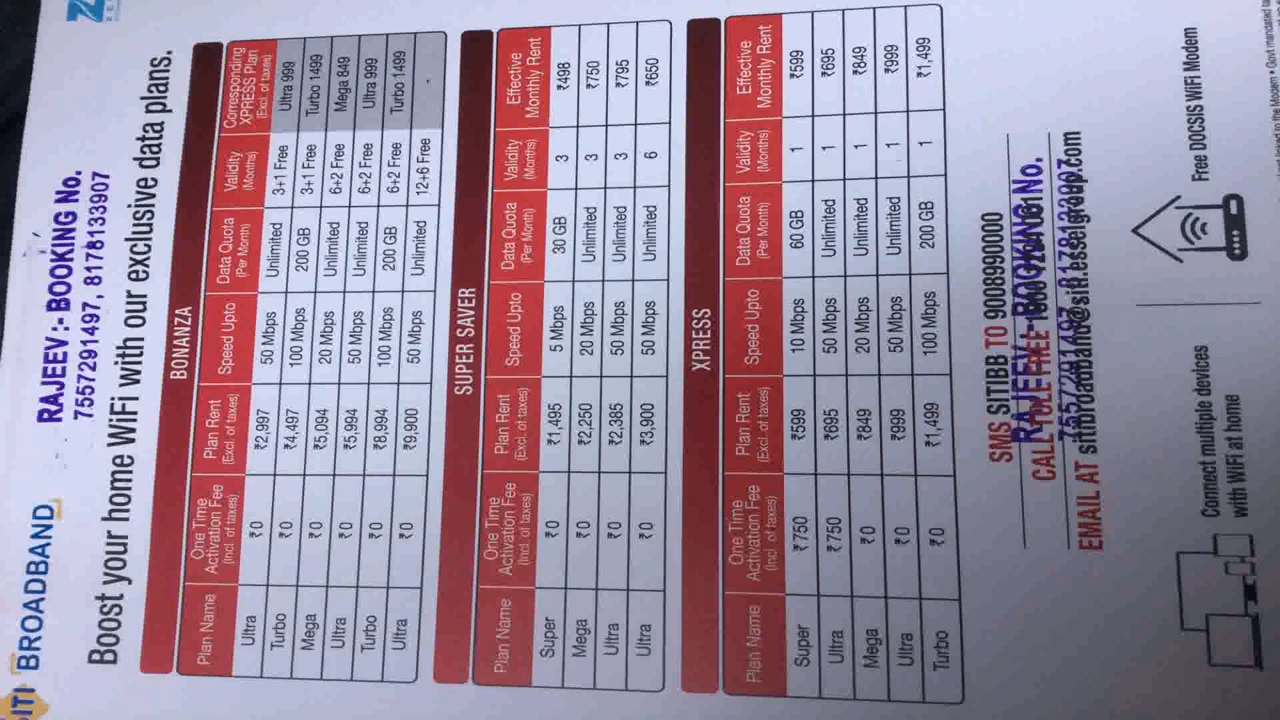 SITI BROADBAND
RAJEEV :- BOOKING No.
7557291497, 8178133907
Boost your home WiFi with our exclusive data plans.
BONANZA
Plan Name One Time Activation Fee (Incl. of taxes) Plan Rent (Excl. of taxes) Speed Upto Data Quota (Per Month) Validity (Months) Corresponding XPRESS Plan (Excl. of taxes)
Ultra ₹0 ₹2,997 50 Mbps Unlimited 3+1 Free Ultra 999
Turbo ₹0 ₹4,497 100 Mbps 200 GB 3+1 Free Turbo 1499
Mega ₹0 ₹5,094 20 Mbps Unlimited 6+2 Free Mega 849
Ultra ₹0 ₹5,994 50 Mbps Unlimited 6+2 Free Ultra 999
Turbo ₹0 ₹8,994 100 Mbps 200 GB 6+2 Free Turbo 1499
Ultra ₹0 ₹9,900 50 Mbps Unlimited 12+6 Free -
SUPER SAVER
Plan Name One Time Activation Fee (Incl. of taxes) Plan Rent (Excl. of taxes) Speed Upto Data Quota (Per Month) Validity (Months) Effective Monthly Rent
Super ₹0 ₹1,495 5 Mbps 30 GB 3 ₹498
Mega ₹0 ₹2,250 20 Mbps Unlimited 3 ₹750
Ultra ₹0 ₹2,385 50 Mbps Unlimited 3 ₹795
Ultra ₹0 ₹3,900 50 Mbps Unlimited 6 ₹650
XPRESS
Plan Name One Time Activation Fee (Incl. of taxes) Plan Rent (Excl. of taxes) Speed Upto Data Quota (Per Month) Validity (Months) Effective Monthly Rent
Super ₹750 ₹599 10 Mbps 60 GB 1 ₹599
Ultra ₹750 ₹695 50 Mbps Unlimited 1 ₹695
Mega ₹0 ₹849 20 Mbps Unlimited 1 ₹849
Ultra ₹0 ₹999 50 Mbps Unlimited 1 ₹999
Turbo ₹0 ₹1,499 100 Mbps 200 GB 1 ₹1,499
SMS SITIBB TO 9008990000
RAJEEV :- BOOKING No.
CALL TOLL FREE
7557291497, 8178133907
EMAIL AT sitibroadband@siti.esselgroup.com
Connect multiple devices
with WiFi at home
Free DOCSIS WiFi Modem